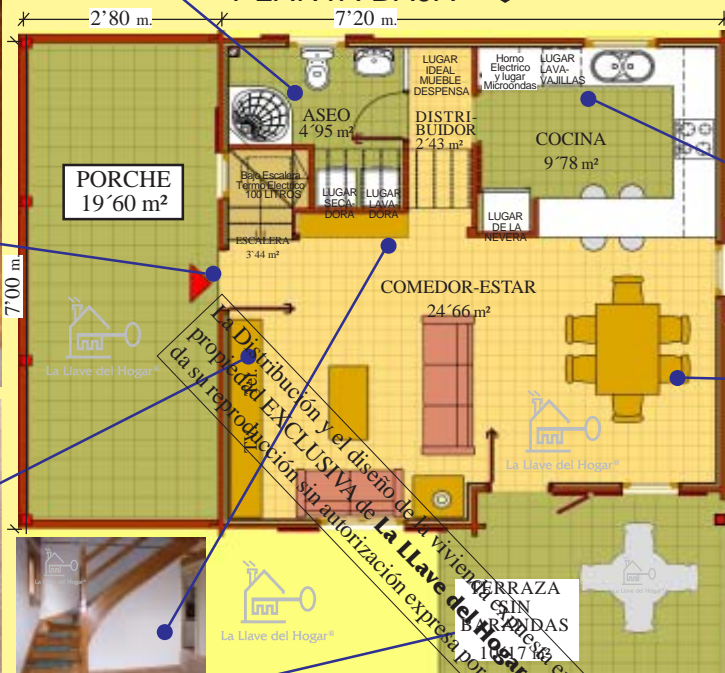 PLANTA BAJA
2´80 m.
7´20 m.
7´00 m
PORCHE
19´60 m²
ASEO
4´95 m²
LUGAR
IDEAL
MUEBLE
DESPENSA
DISTRI-
BUIDOR
2´43 m²
Horno
Electrico
y lugar
Microondas
LUGAR
LAVA-
VAJILLAS
COCINA
9´78 m²
Bajo Escalera
Termo Electrico
100 LITROS
LUGAR
SECA-
DORA
LUGAR
LAVA-
DORA
LUGAR
DE LA
NEVERA
ESCALERA
3´44 m²
COMEDOR-ESTAR
24´66 m²
La Llave del Hogar®
La Llave del Hogar®
La Distribución y el diseño de la vivienda
propiedad EXCLUSIVA de La LLave del Hogar
da su reproducción sin autorización expresa por
La Llave del Hogar®
La Llave del Hogar®
TERRAZA
SIN
BARANDAS